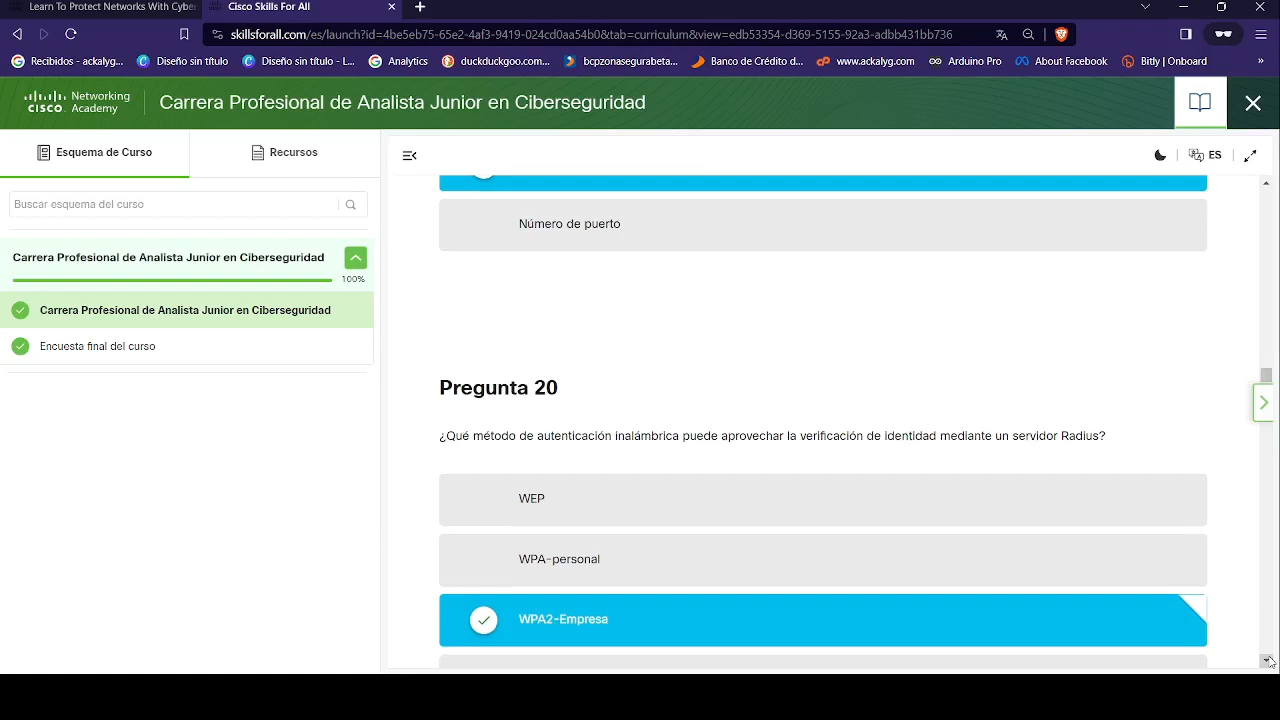 Learn To Protect Networks With Cyber
Cisco Skills For All
skillsforall.com/es/launch?id=4be5eb75-65e2-4af3-9419-024cd0aa54b0&tab=curriculum&view=edb53354-d369-5155-92a3-adbb431bb736
Recibidos - ackalyg... Diseño sin título Diseño sin título - L... Analytics duckduckgoo.com... bcpzonasegurabeta... Banco de Crédito d... www.ackalyg.com Arduino Pro About Facebook Bitly | Onboard »
cisco Networking Academy
Carrera Profesional de Analista Junior en Ciberseguridad
Esquema de Curso
Recursos
ES
Buscar esquema del curso
Carrera Profesional de Analista Junior en Ciberseguridad
100%
Carrera Profesional de Analista Junior en Ciberseguridad
Encuesta final del curso
Número de puerto
Pregunta 20
¿Qué método de autenticación inalámbrica puede aprovechar la verificación de identidad mediante un servidor Radius?
WEP
WPA-personal
WPA2-Empresa